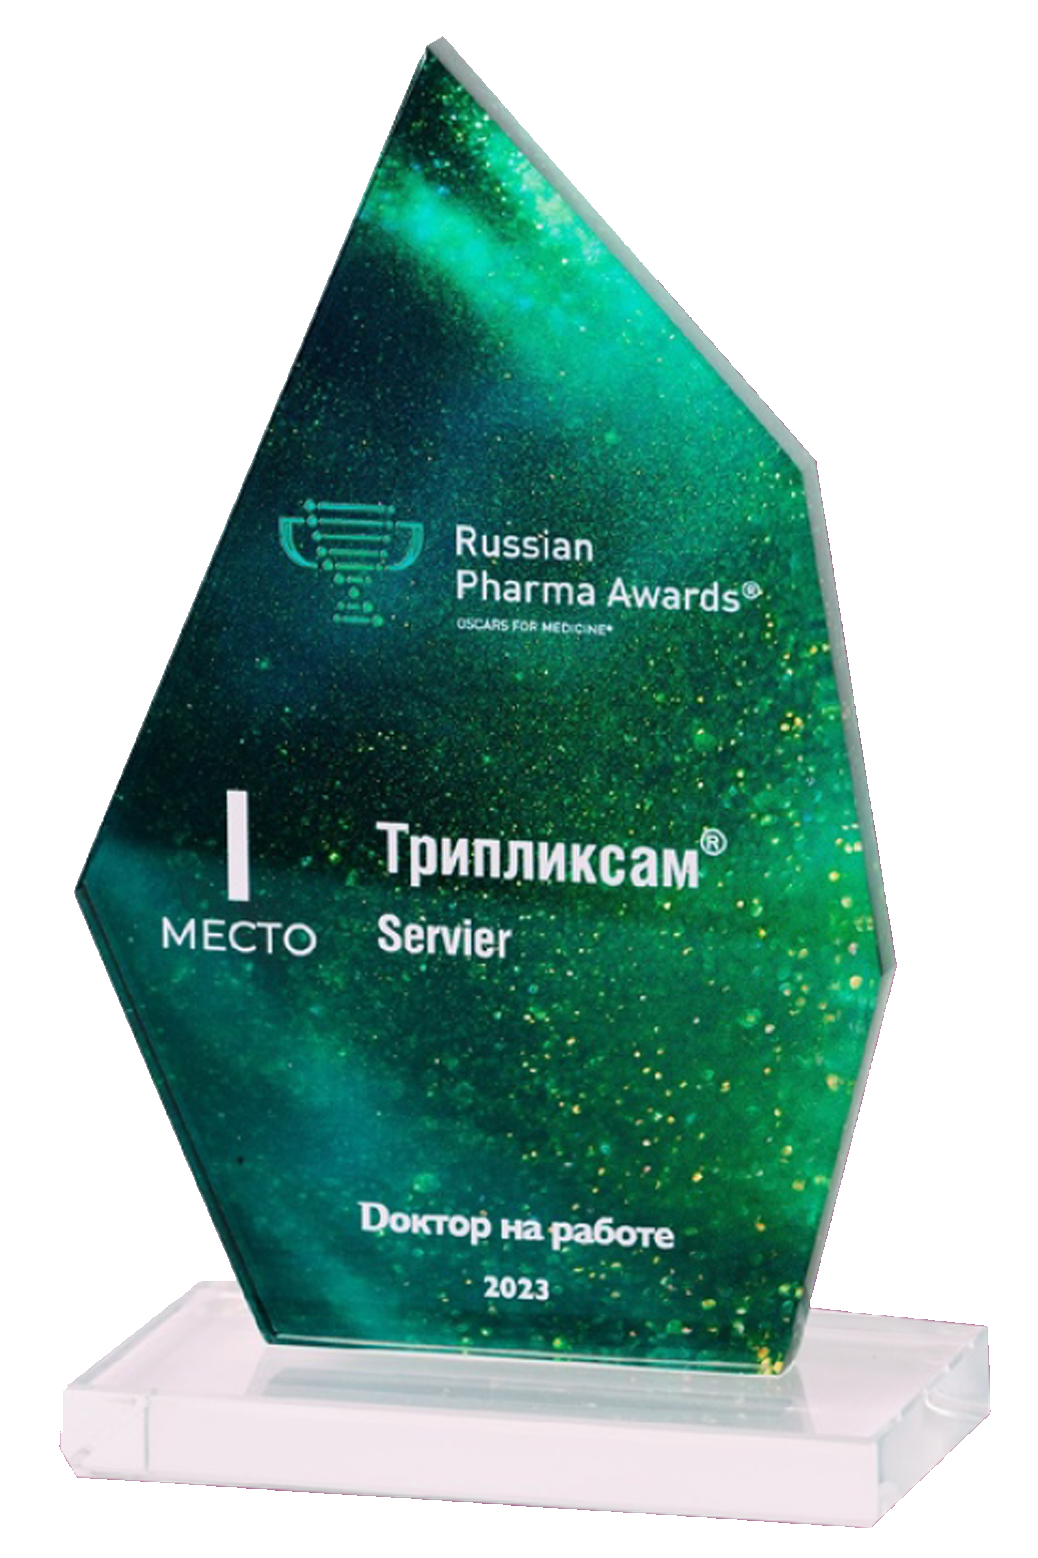 Russian
Pharma Awards®
OSCARS FOR MEDICINE®
I
МЕСТО
Трипликсам®
Servier
Доктор на работе
2023